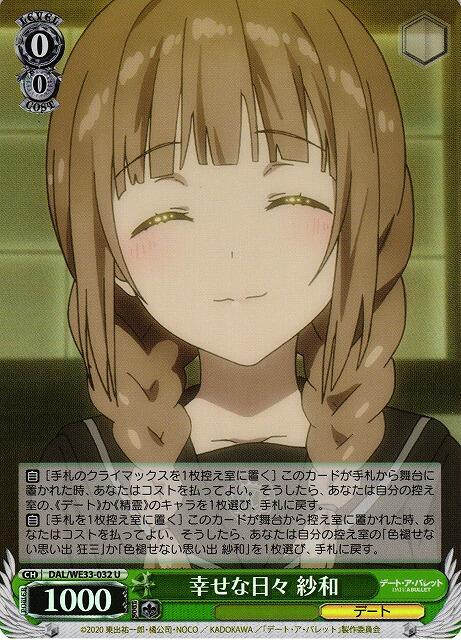 LEVEL
0
0
COST
自 [手札のクライマックスを1枚控え室に置く] このカードが手札から舞台に
置かれた時、あなたはコストを払ってよい。そうしたら、あなたは自分の控え
室の、《デート》か《精霊》のキャラを1枚選び、手札に戻す。
自 [手札を1枚控え室に置く] このカードが舞台から控え室に置かれた時、あ
なたはコストを払ってよい。そうしたら、あなたは自分の控え室の「色褪せな
い思い出 狂三」か「色褪せない思い出 紗和」を1枚選び、手札に戻す。
GH DAL/WE33-032 U
POWER
1000
幸せな日々 紗和
デート・ア・バレット
DATE A BULLET
デート
©2020 東出祐一郎・橘公司・NOCO ／ KADOKAWA ／「デート・ア・バレット」製作委員会